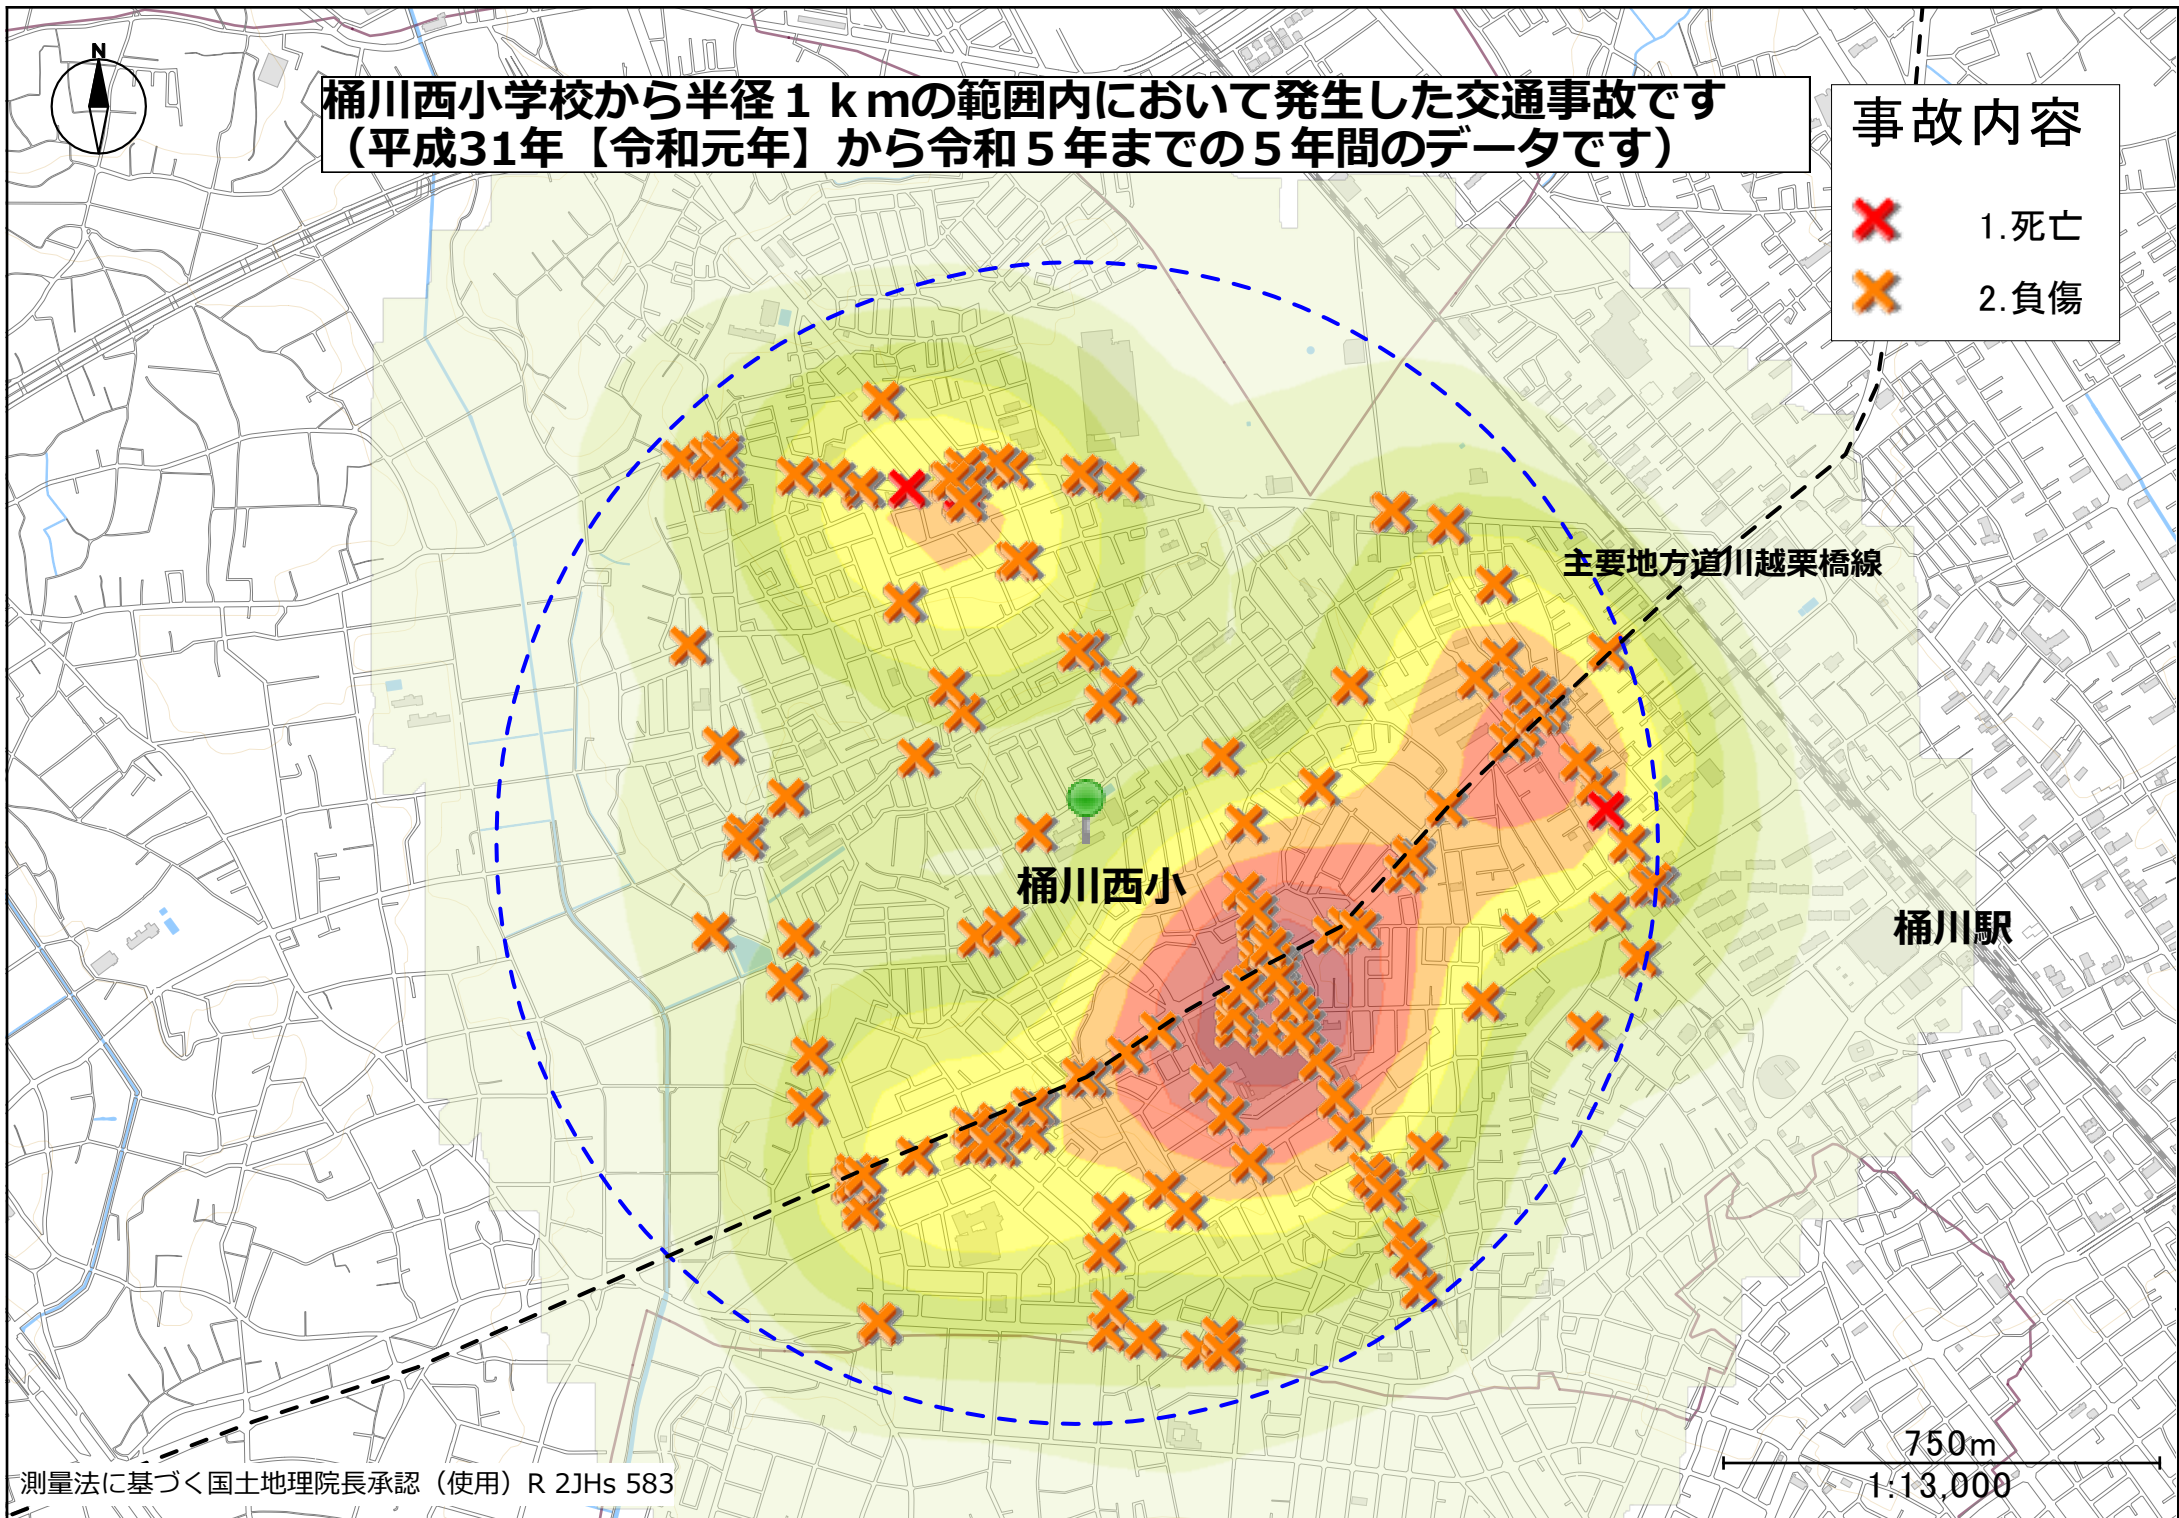 N
桶川西小学校から半径１ｋｍの範囲内において発生した交通事故です
（平成31年【令和元年】から令和５年までの５年間のデータです）
事故内容
1.死亡
2.負傷
主要地方道川越栗橋線
桶川西小
桶川駅
750m
1:13,000
測量法に基づく国土地理院長承認（使用）R 2JHs 583